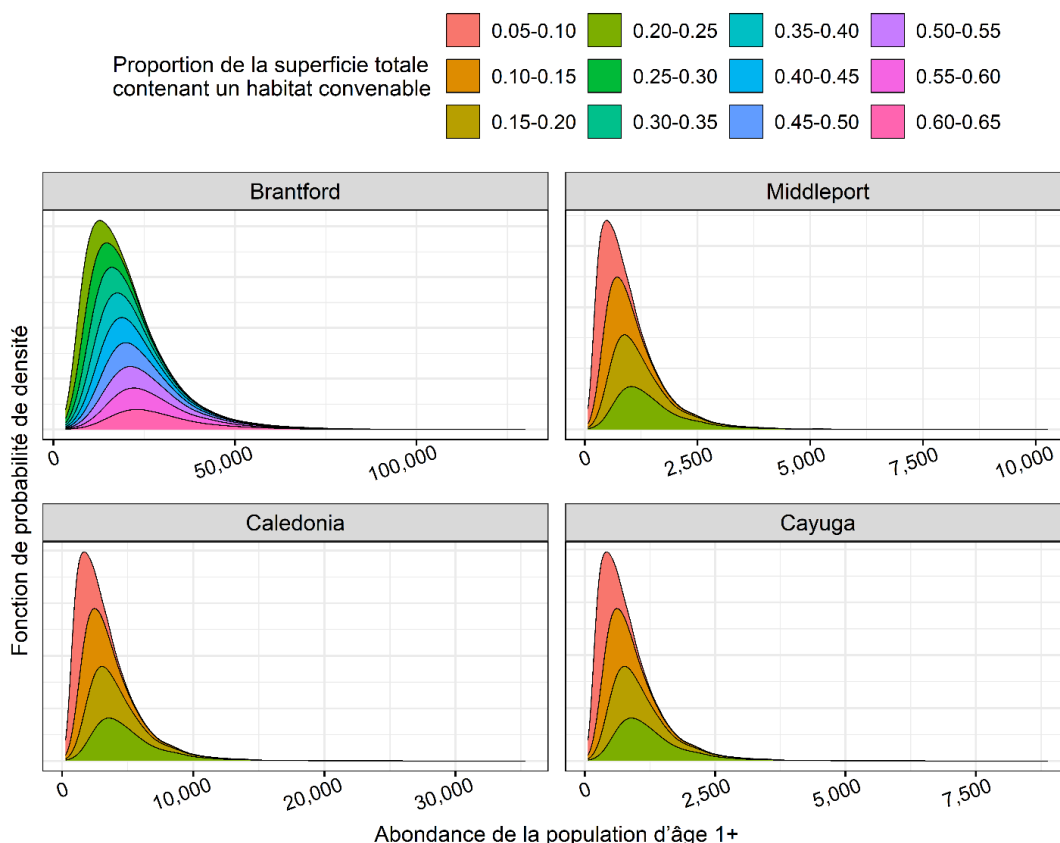 Proportion de la superficie totale
contenant un habitat convenable
0.05-0.10 0.20-0.25 0.35-0.40 0.50-0.55
0.10-0.15 0.25-0.30 0.40-0.45 0.55-0.60
0.15-0.20 0.30-0.35 0.45-0.50 0.60-0.65
Brantford
0 50,000 100,000
Middleport
0 2,500 5,000 7,500 10,000
Caledonia
0 10,000 20,000 30,000
Cayuga
0 2,500 5,000 7,500
Fonction de probabilité de densité
Abondance de la population d'âge 1+